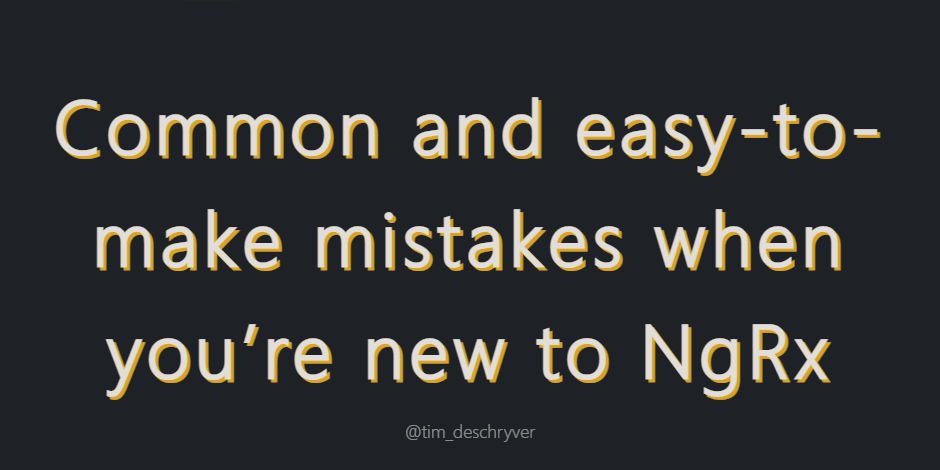 Common and easy-to-
make mistakes when
you’re new to NgRx
@tim_deschryver